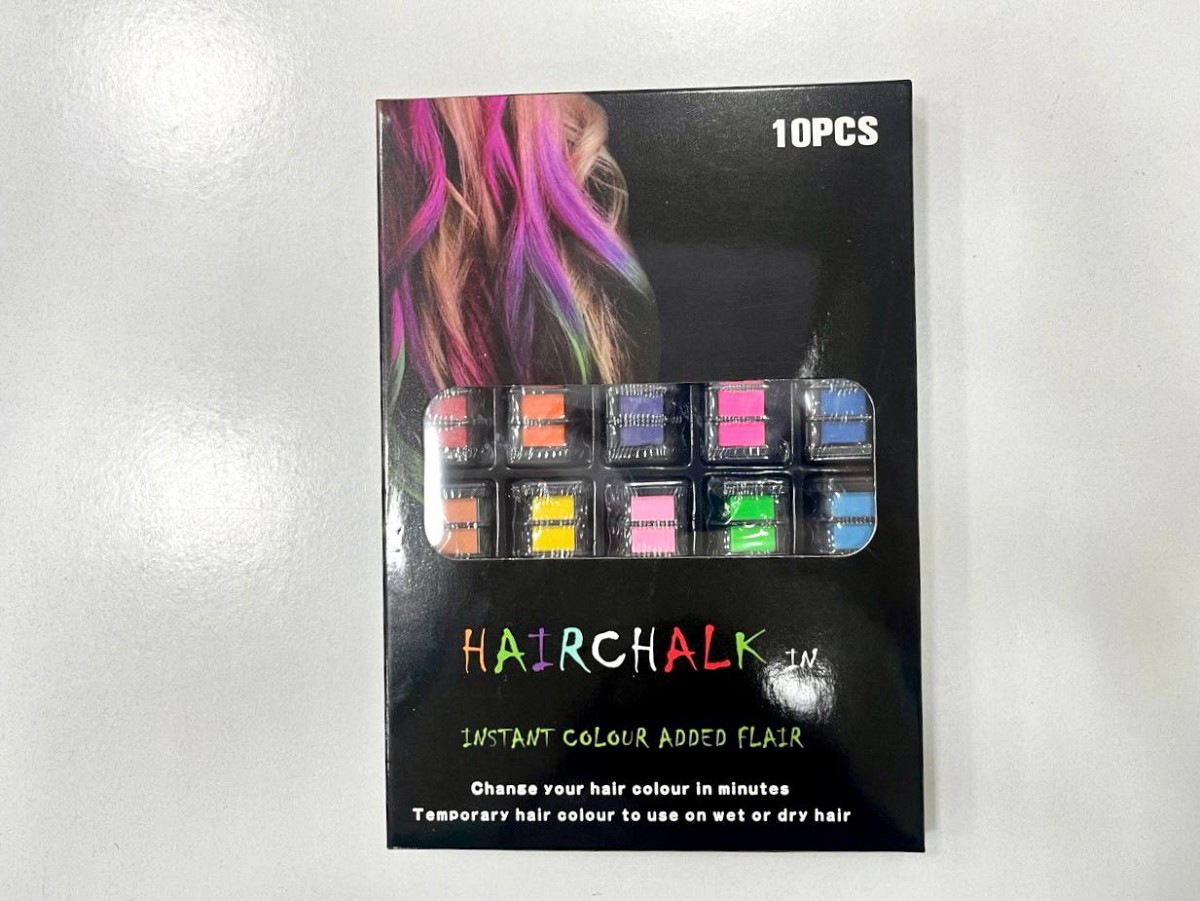 10PCS
HAIRCHALK IN
INSTANT COLOUR ADDED FLAIR
Change your hair colour in minutes
Temporary hair colour to use on wet or dry hair